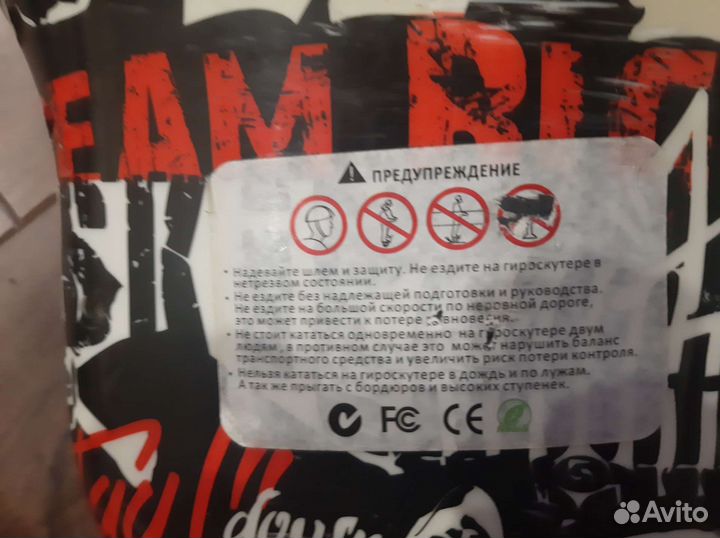 EAM
ПРЕДУПРЕЖДЕНИЕ
• Надевайте шлем и защиту. Не ездите на гироскутере в
нетрезвом состоянии.
• Не ездите без надлежащей подготовки и руководства.
Не ездите на большой скорости по неровной дороге,
это может привести к потере равновесия.
• Не стоит кататься одновременно на гироскутере двум
людям, в противном случае это может нарушить баланс
транспортного средства и увеличить риск потери контроля.
• Нельзя кататься на гироскутере в дождь и по лужам.
А так же прыгать с бордюров и высоких ступенек.
FC CE
Avito